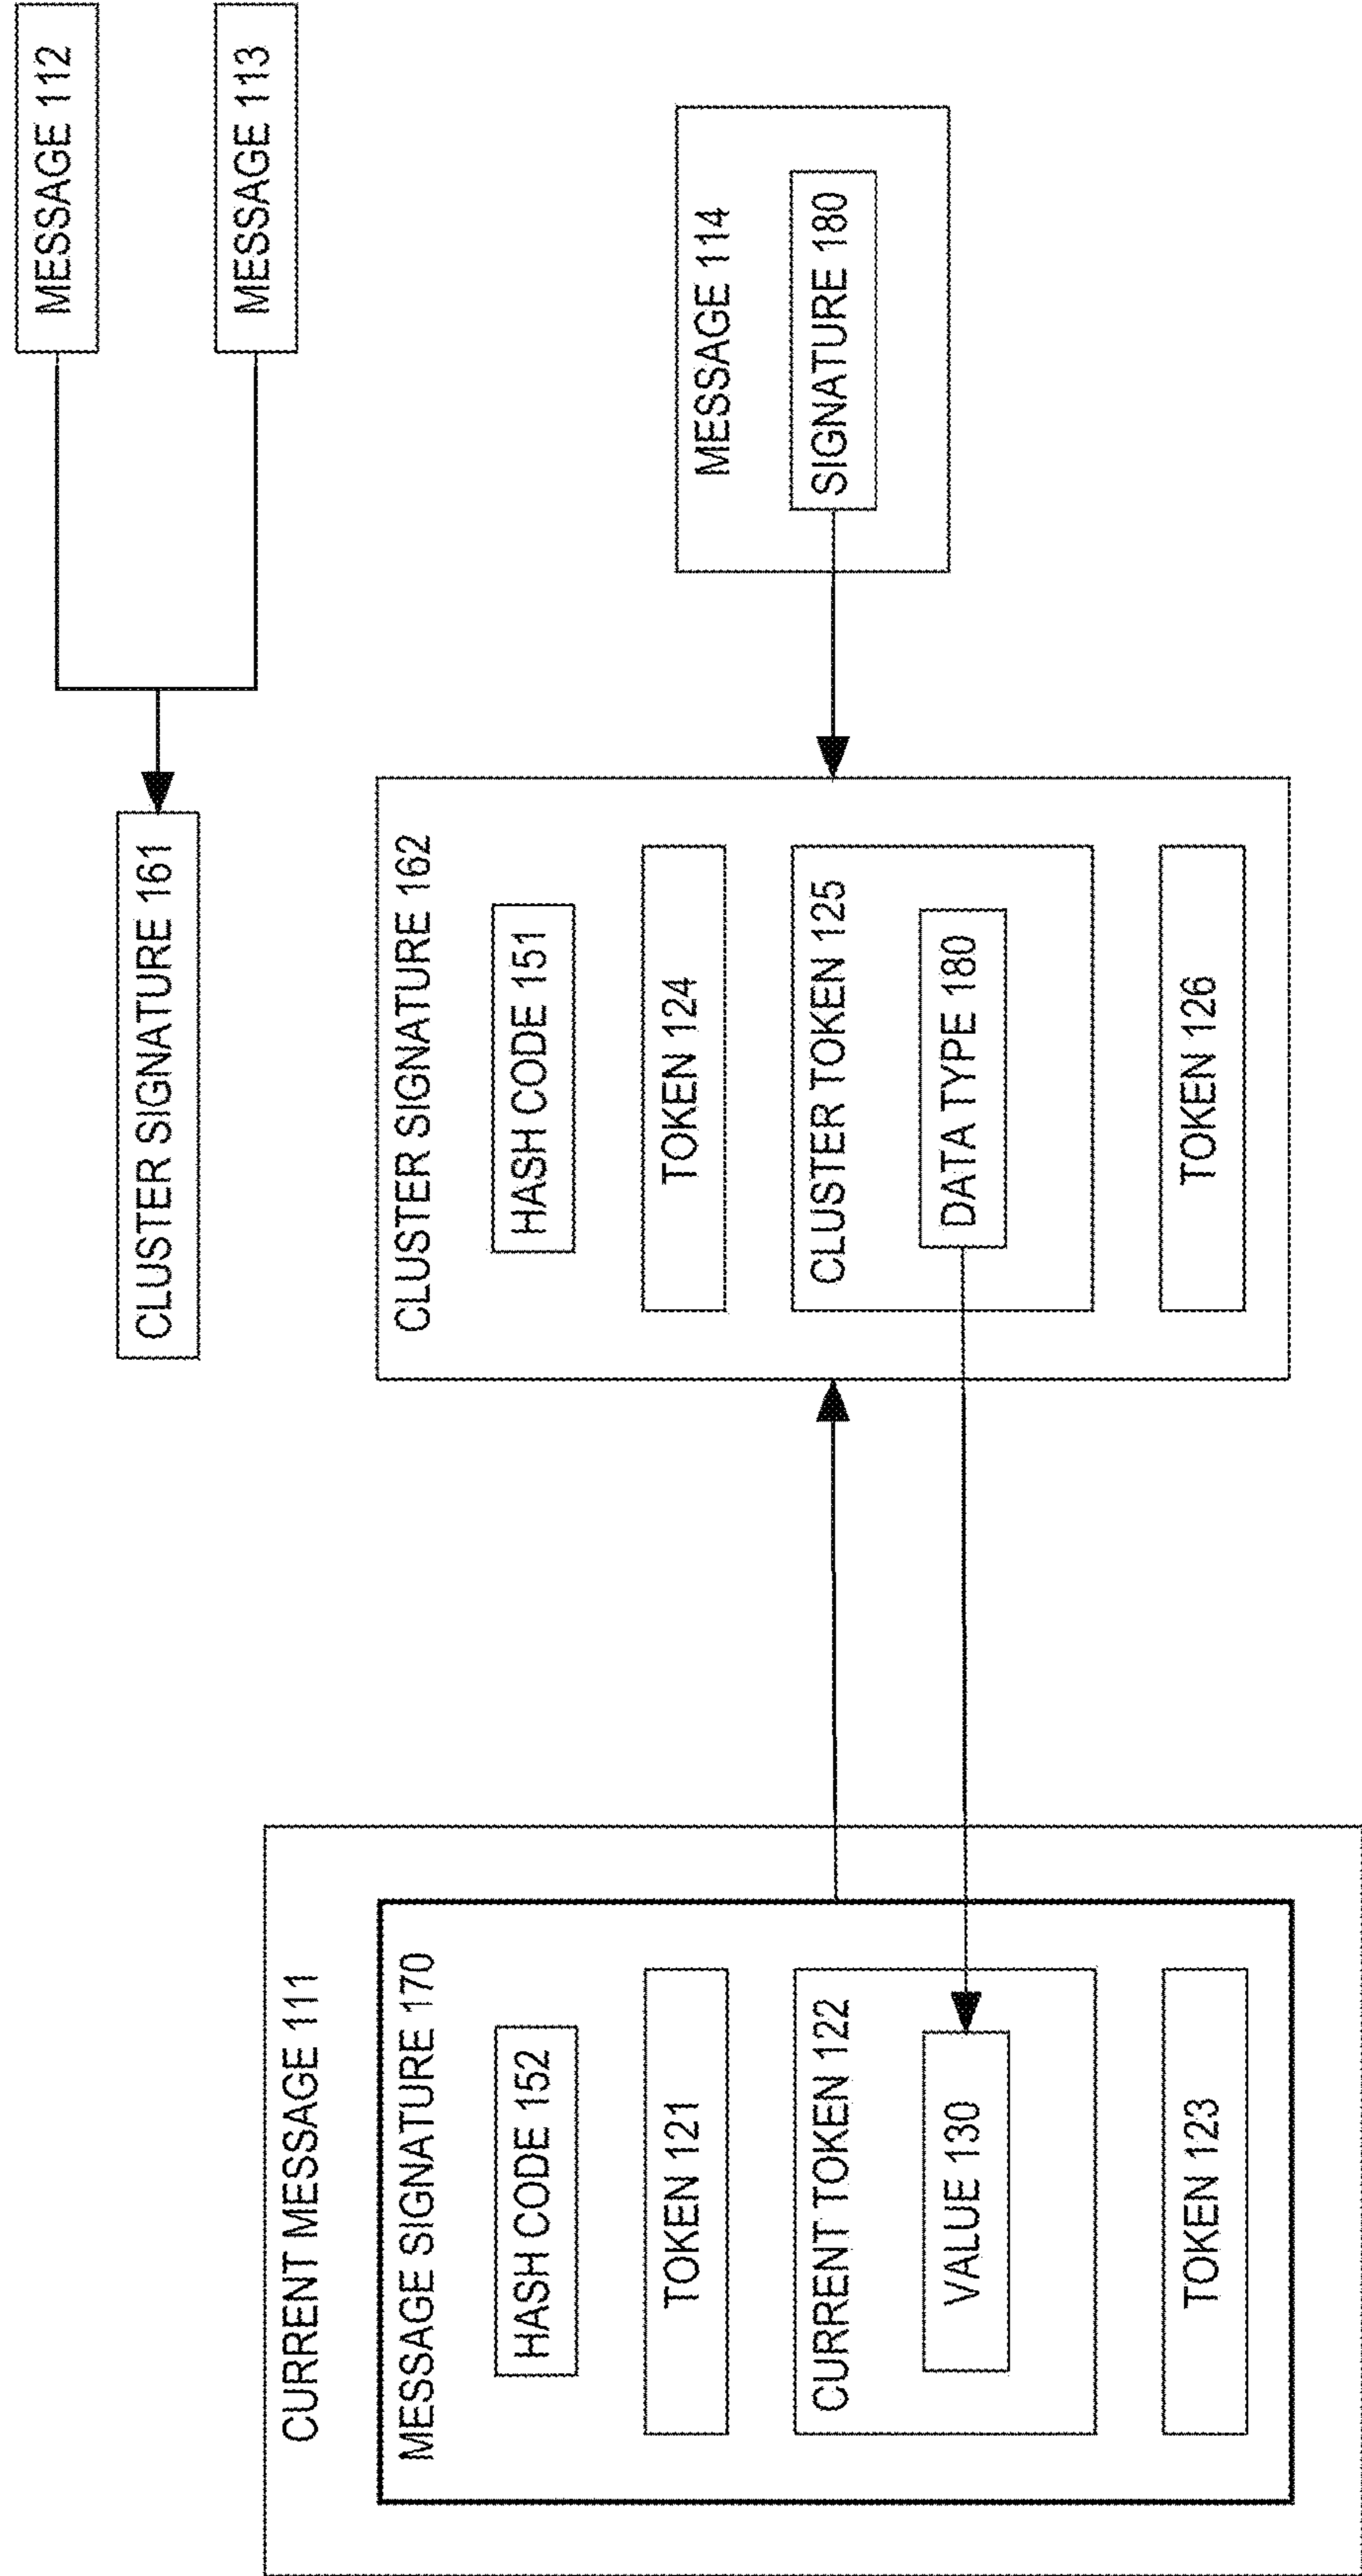 CURRENT MESSAGE 111
MESSAGE SIGNATURE 170
HASH CODE 152
TOKEN 121
CURRENT TOKEN 122
VALUE 130
TOKEN 123
CLUSTER SIGNATURE 161
CLUSTER SIGNATURE 162
HASH CODE 151
TOKEN 124
CLUSTER TOKEN 125
DATA TYPE 180
TOKEN 126
MESSAGE 112
MESSAGE 113
MESSAGE 114
SIGNATURE 180